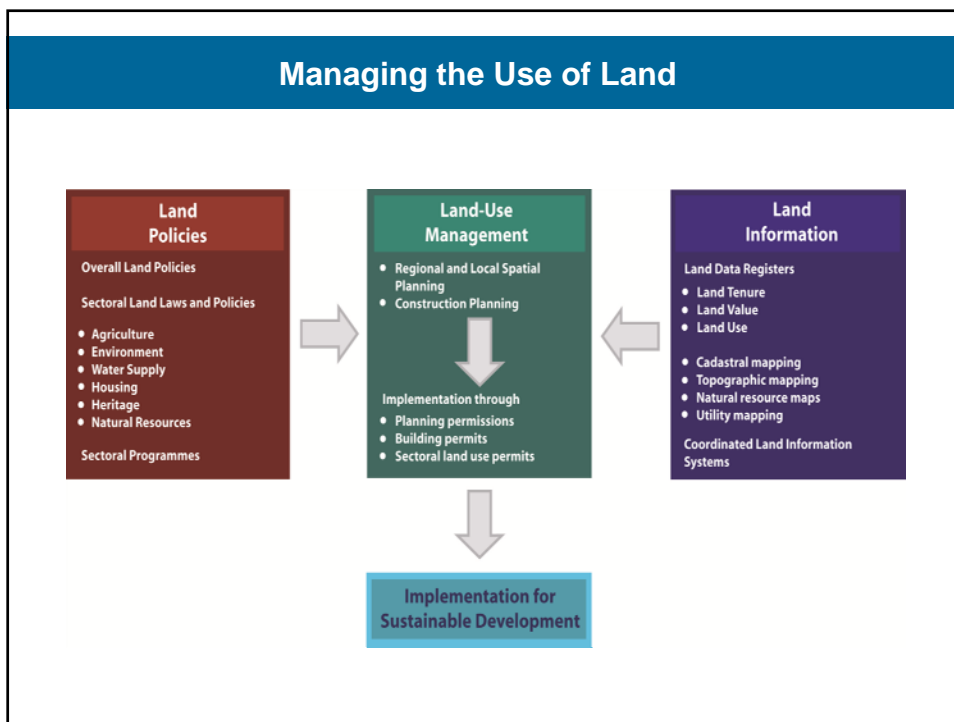 Managing the Use of Land
Land
Policies
Overall Land Policies
Sectoral Land Laws and Policies
• Agriculture
• Environment
• Water Supply
• Housing
• Heritage
• Natural Resources
Sectoral Programmes
Land-Use
Management
• Regional and Local Spatial
Planning
• Construction Planning
Implementation through
• Planning permissions
• Building permits
• Sectoral land use permits
Land
Information
Land Data Registers
• Land Tenure
• Land Value
• Land Use
• Cadastral mapping
• Topographic mapping
• Natural resource maps
• Utility mapping
Coordinated Land Information
Systems
Implementation for
Sustainable Development